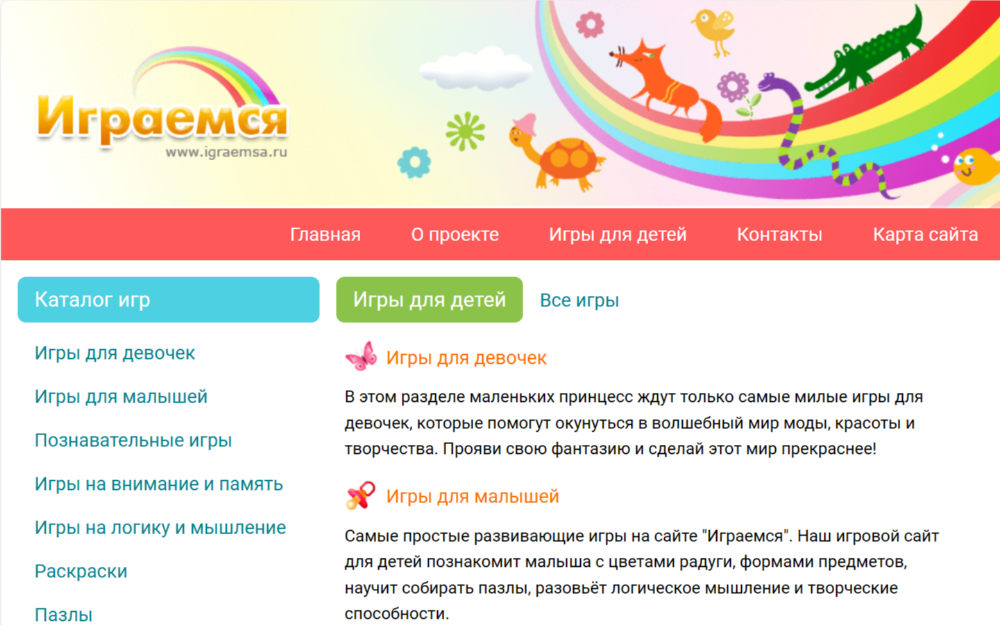 Играемся
www.igraemsa.ru
Главная
О проекте
Игры для детей
Контакты
Карта сайта
Каталог игр
Игры для девочек
Игры для малышей
Познавательные игры
Игры на внимание и память
Игры на логику и мышление
Раскраски
Пазлы
Игры для детей
Все игры
Игры для девочек
В этом разделе маленьких принцесс ждут только самые милые игры для
девочек, которые помогут окунуться в волшебный мир моды, красоты и
творчества. Прояви свою фантазию и сделай этот мир прекраснее!
Игры для малышей
Самые простые развивающие игры на сайте "Играемся". Наш игровой сайт
для детей познакомит малыша с цветами радуги, формами предметов,
научит собирать пазлы, разовьёт логическое мышление и творческие
способности.